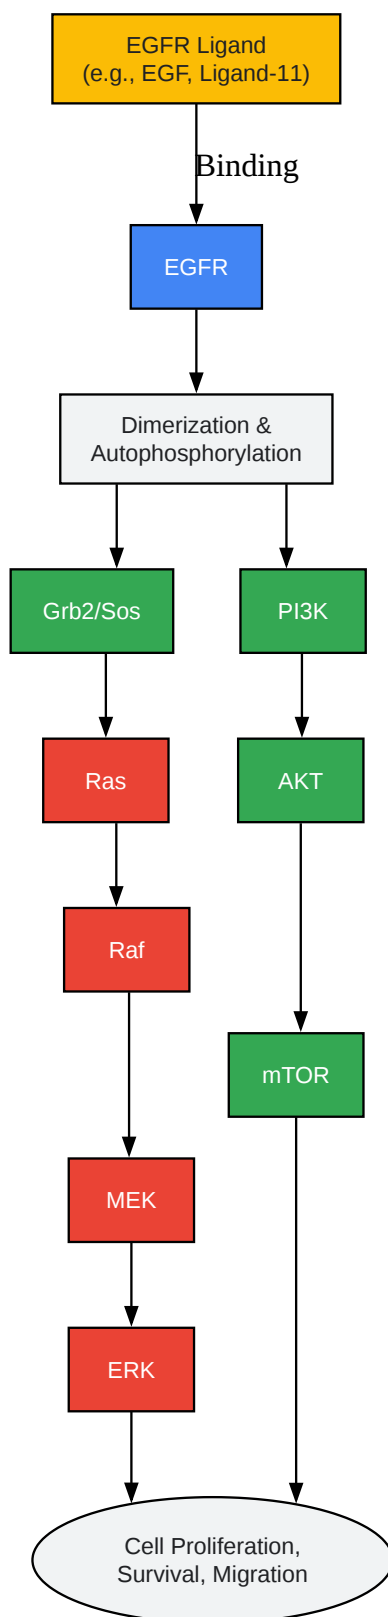 EGFR Ligand
(e.g., EGF, Ligand-11)
Binding
EGFR
Dimerization &
Autophosphorylation
Grb2/Sos
PI3K
Ras
AKT
Raf
mTOR
MEK
ERK
Cell Proliferation,
Survival, Migration